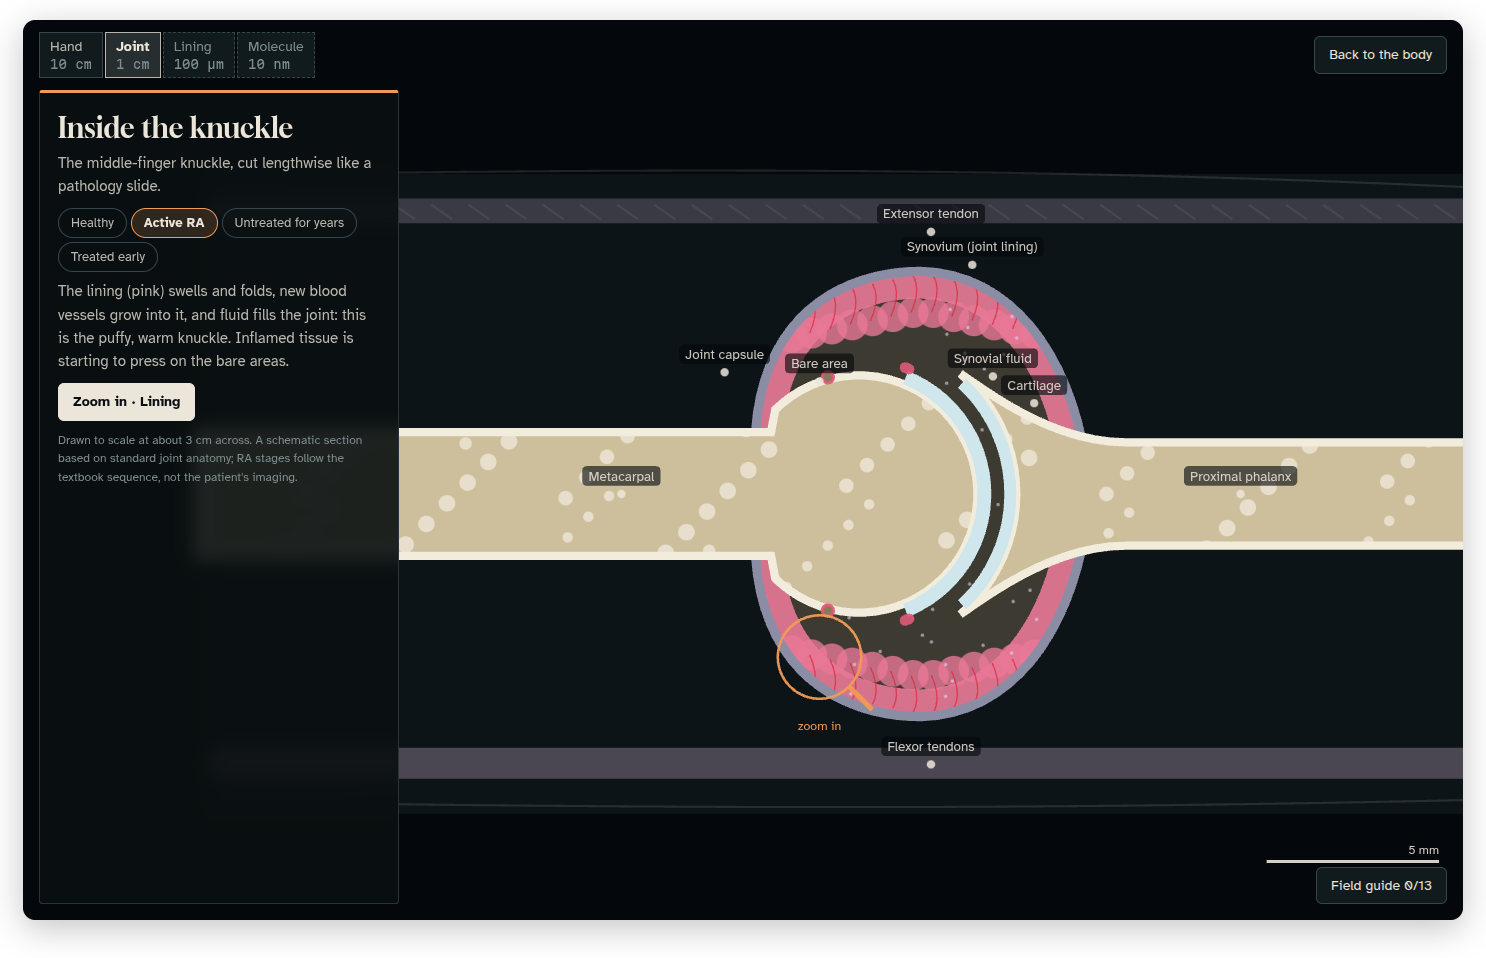 Hand
10 cm
Joint
1 cm
Lining
100 µm
Molecule
10 nm
Back to the body
Inside the knuckle
The middle-finger knuckle, cut lengthwise like a
pathology slide.
Healthy
Active RA
Untreated for years
Treated early
The lining (pink) swells and folds, new blood
vessels grow into it, and fluid fills the joint: this
is the puffy, warm knuckle. Inflamed tissue is
starting to press on the bare areas.
Zoom in · Lining
Drawn to scale at about 3 cm across. A schematic section
based on standard joint anatomy; RA stages follow the
textbook sequence, not the patient's imaging.
Extensor tendon
Synovium (joint lining)
Joint capsule
Bare area
Synovial fluid
Cartilage
Metacarpal
Proximal phalanx
zoom in
Flexor tendons
5 mm
Field guide 0/13